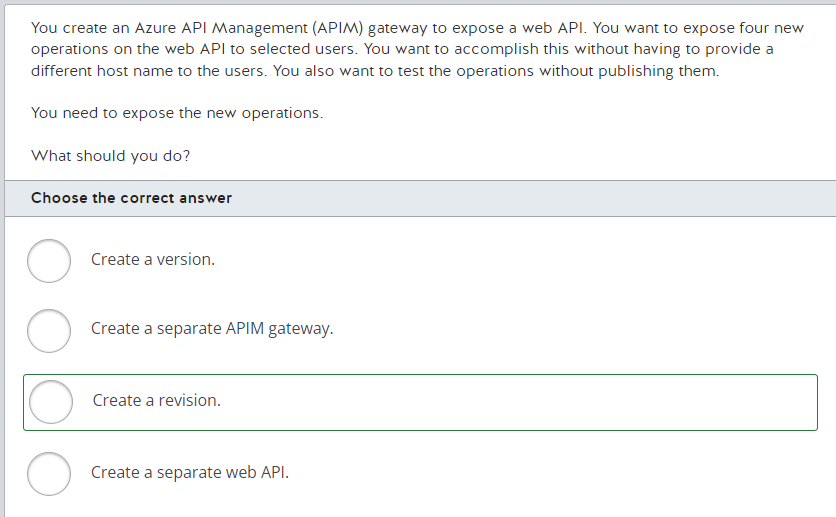 You create an Azure API Management (APIM) gateway to expose a web API. You want to expose four new
operations on the web API to selected users. You want to accomplish this without having to provide a
different host name to the users. You also want to test the operations without publishing them.
You need to expose the new operations.
What should you do?
Choose the correct answer
Create a version.
Create a separate APIM gateway.
Create a revision.
Create a separate web API.